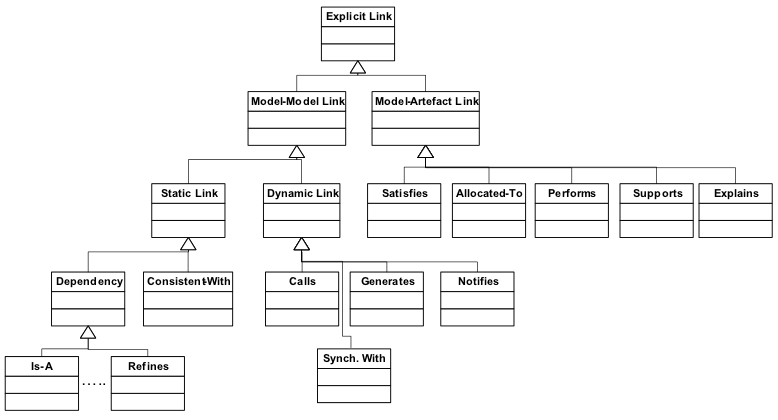 Explicit Link
Model-Model Link
Model-Artefact Link
Static Link
Dynamic Link
Satisfies
Allocated-To
Performs
Supports
Explains
Dependency
Consistent-With
Calls
Generates
Notifies
Is-A
.....
Refines
Synch. With